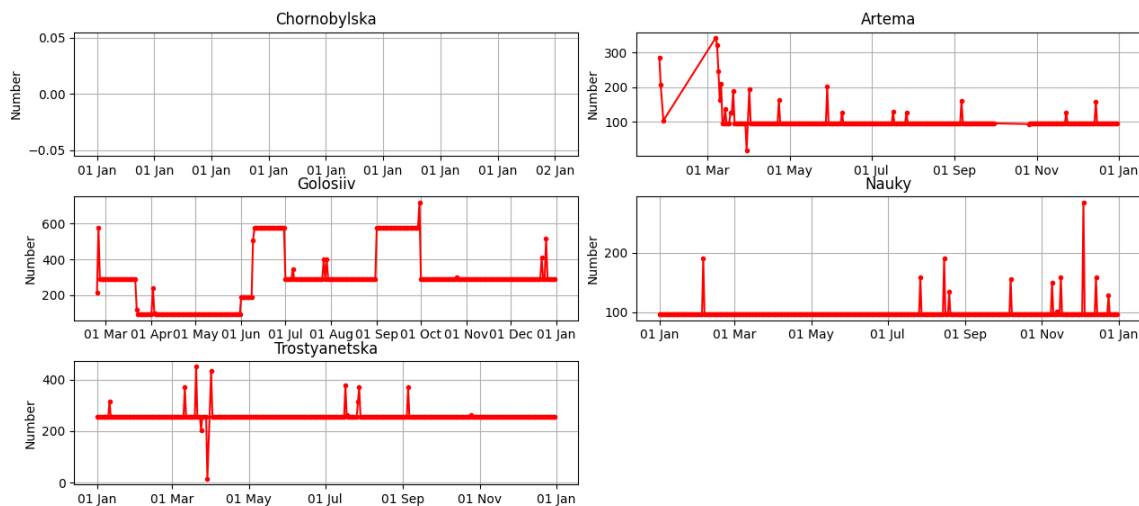 Chornobylska
0.05
0.00
−0.05
Number
01 Jan 01 Jan 01 Jan 01 Jan 01 Jan 01 Jan 01 Jan 01 Jan 02 Jan
Artema
300
200
100
Number
01 Mar 01 May 01 Jul 01 Sep 01 Nov 01 Jan
Golosiiv
600
400
200
Number
01 Mar 01 Apr 01 May 01 Jun 01 Jul 01 Aug 01 Sep 01 Oct 01 Nov 01 Dec 01 Jan
Nauky
200
100
Number
01 Jan 01 Mar 01 May 01 Jul 01 Sep 01 Nov 01 Jan
Trostyanetska
400
200
0
Number
01 Jan 01 Mar 01 May 01 Jul 01 Sep 01 Nov 01 Jan